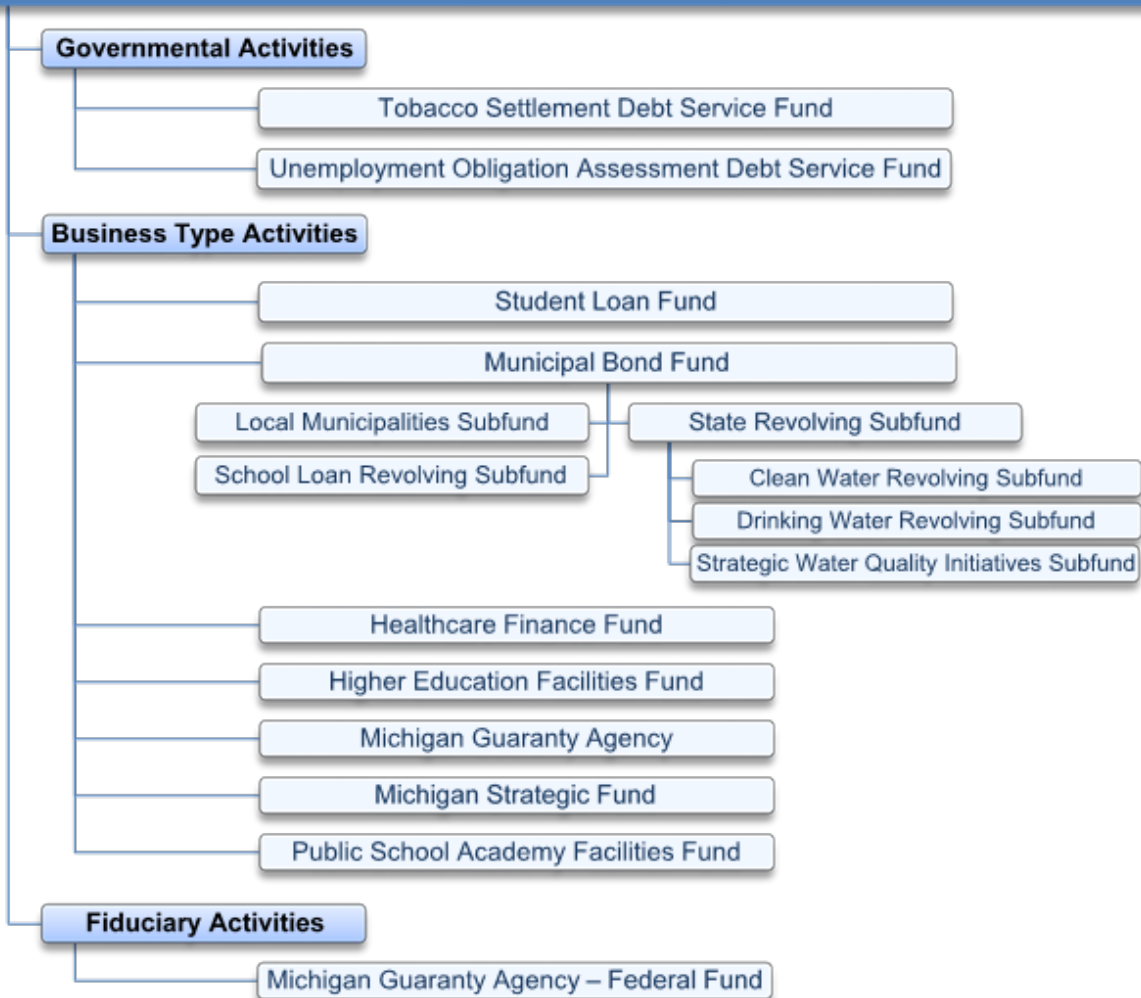 Governmental Activities
Tobacco Settlement Debt Service Fund
Unemployment Obligation Assessment Debt Service Fund
Business Type Activities
Student Loan Fund
Municipal Bond Fund
Local Municipalities Subfund
State Revolving Subfund
School Loan Revolving Subfund
Clean Water Revolving Subfund
Drinking Water Revolving Subfund
Strategic Water Quality Initiatives Subfund
Healthcare Finance Fund
Higher Education Facilities Fund
Michigan Guaranty Agency
Michigan Strategic Fund
Public School Academy Facilities Fund
Fiduciary Activities
Michigan Guaranty Agency – Federal Fund